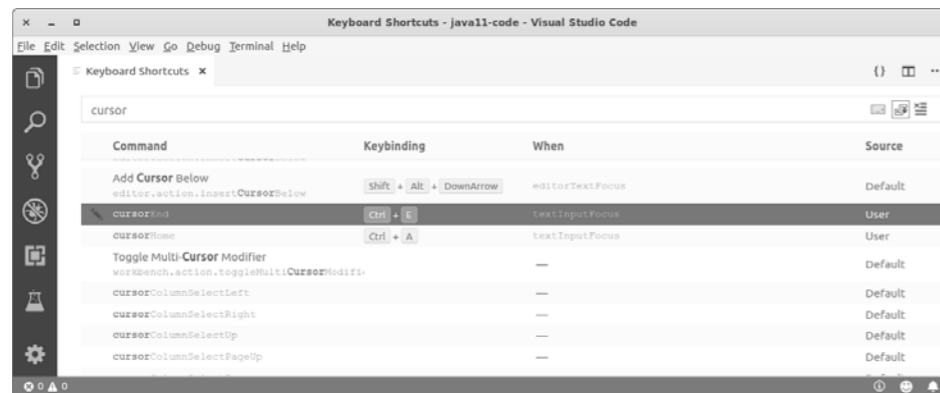 Keyboard Shortcuts - java11-code - Visual Studio Code
File Edit Selection View Go Debug Terminal Help
Keyboard Shortcuts ×
cursor
Command Keybinding When Source
Add Cursor Below
editor.action.insertCursorBelow
Shift + Alt + DownArrow editorTextFocus Default
cursorEnd Ctrl + E textInputFocus User
cursorHome Ctrl + A textInputFocus User
Toggle Multi-Cursor Modifier
workbench.action.toggleMultiCursorModifi
— Default
cursorColumnSelectLeft — Default
cursorColumnSelectRight — Default
cursorColumnSelectUp — Default
cursorColumnSelectPageUp — Default
0 0